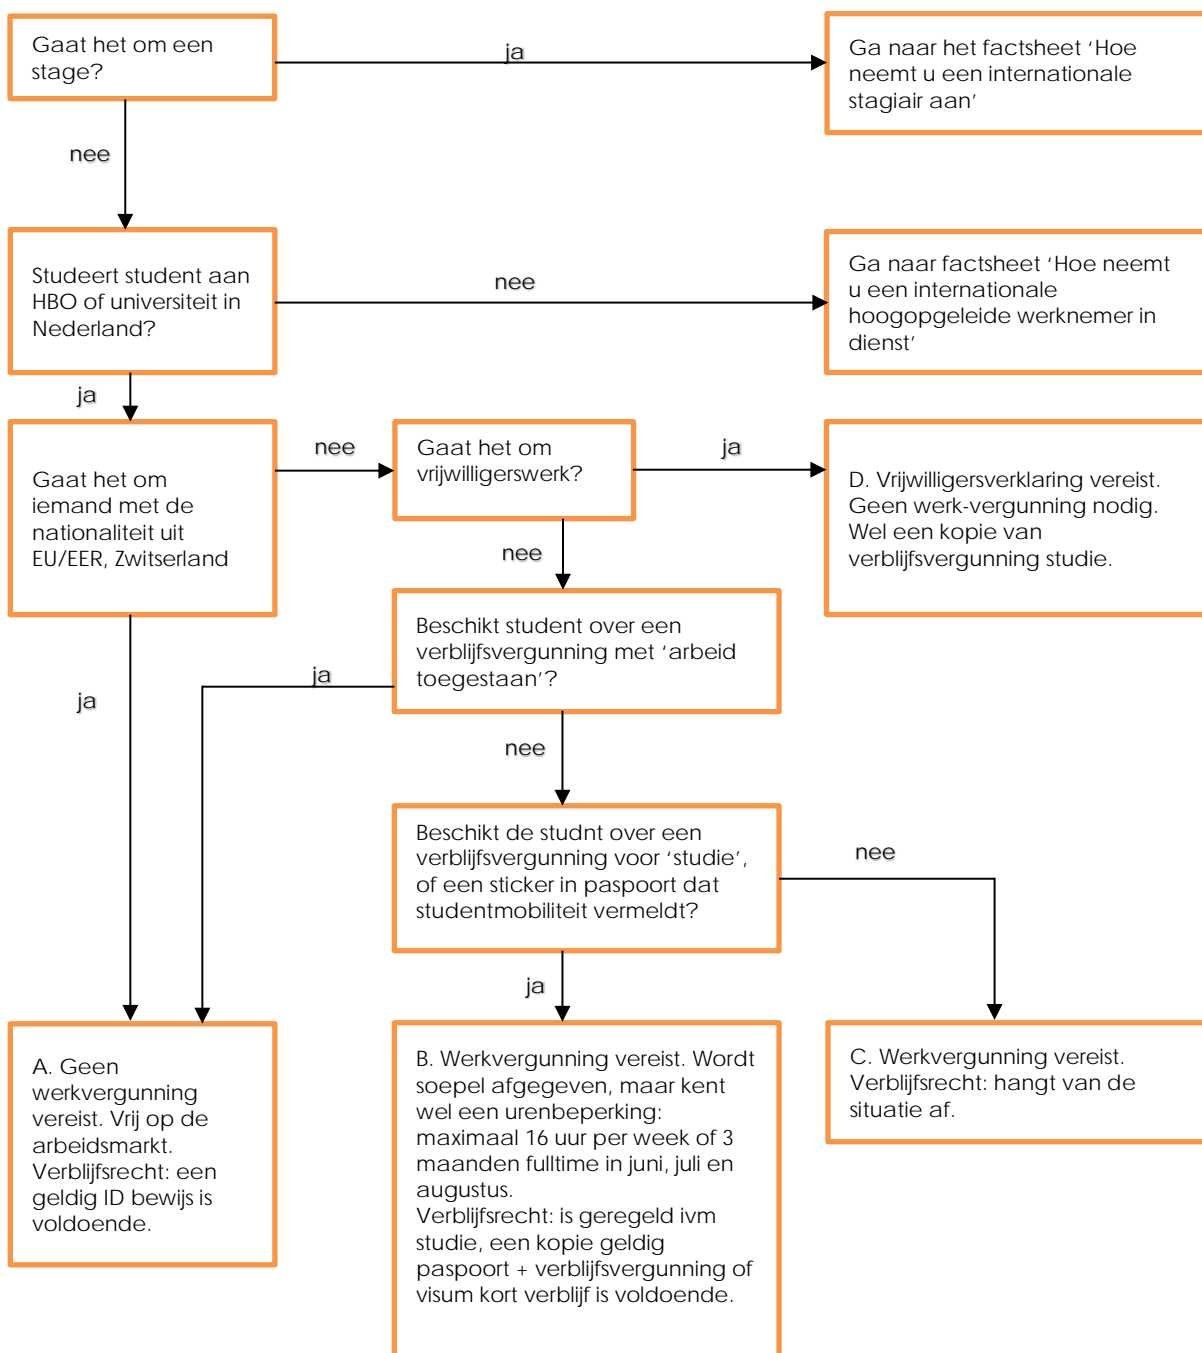 Gaat het om een
stage?
ja
Ga naar het factsheet ‘Hoe
neemt u een internationale
stagiair aan’
nee
Studeert student aan
HBO of universiteit in
Nederland?
nee
Ga naar factsheet ‘Hoe neemt
u een internationale
hoogopgeleide werknemer in
dienst’
ja
Gaat het om
iemand met de
nationaliteit uit
EU/EER, Zwitserland
nee
Gaat het om
vrijwilligerswerk?
ja
D. Vrijwilligersverklaring vereist.
Geen werk-vergunning nodig.
Wel een kopie van
verblijfsvergunning studie.
nee
Beschikt student over een
verblijfsvergunning met ‘arbeid
toegestaan’?
ja
ja
nee
Beschikt de studnt over een
verblijfsvergunning voor ‘studie’,
of een sticker in paspoort dat
studentmobiliteit vermeldt?
nee
ja
A. Geen
werkvergunning
vereist. Vrij op de
arbeidsmarkt.
Verblijfsrecht: een
geldig ID bewijs is
voldoende.
B. Werkvergunning vereist. Wordt
soepel afgegeven, maar kent
wel een urenbeperking:
maximaal 16 uur per week of 3
maanden fulltime in juni, juli en
augustus.
Verblijfsrecht: is geregeld ivm
studie, een kopie geldig
paspoort + verblijfsvergunning of
visum kort verblijf is voldoende.
C. Werkvergunning vereist.
Verblijfsrecht: hangt van de
situatie af.